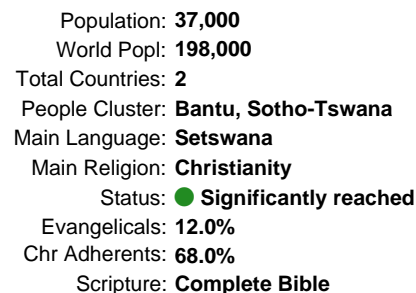 Population: 37,000
World Popl: 198,000
Total Countries: 2
People Cluster: Bantu, Sotho-Tswana
Main Language: Setswana
Main Religion: Christianity
Status: Significantly reached
Evangelicals: 12.0%
Chr Adherents: 68.0%
Scripture: Complete Bible